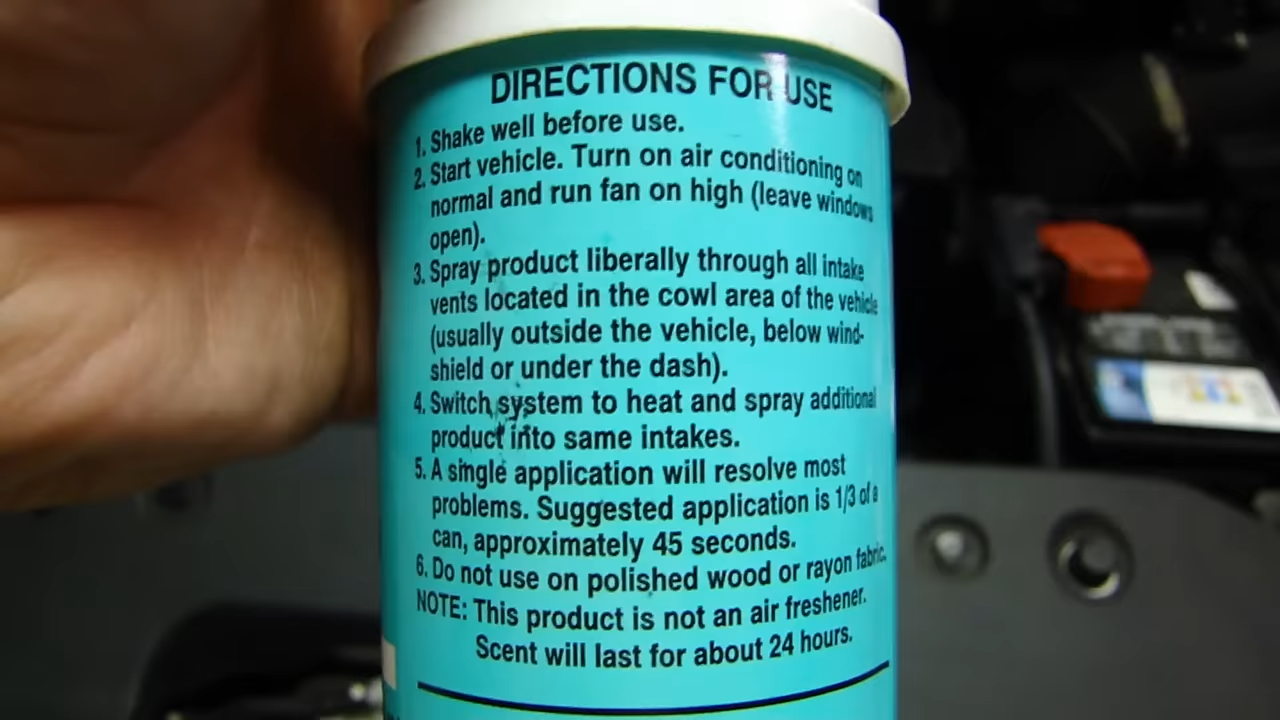 DIRECTIONS FOR USE
1. Shake well before use.
2. Start vehicle. Turn on air conditioning on
normal and run fan on high (leave windows
open).
3. Spray product liberally through all intake
vents located in the cowl area of the vehicle
(usually outside the vehicle, below wind-
shield or under the dash).
4. Switch system to heat and spray additional
product into same intakes.
5. A single application will resolve most
problems. Suggested application is 1/3 of a
can, approximately 45 seconds.
6. Do not use on polished wood or rayon fabric.
NOTE: This product is not an air freshener.
Scent will last for about 24 hours.